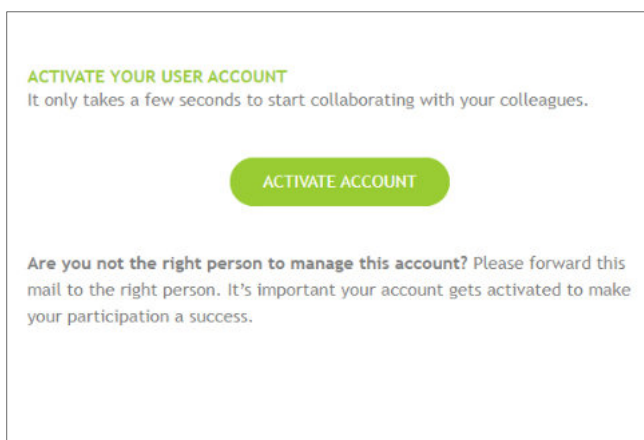 ACTIVATE YOUR USER ACCOUNT
It only takes a few seconds to start collaborating with your colleagues.
ACTIVATE ACCOUNT
Are you not the right person to manage this account? Please forward this
mail to the right person. It's important your account gets activated to make
your participation a success.